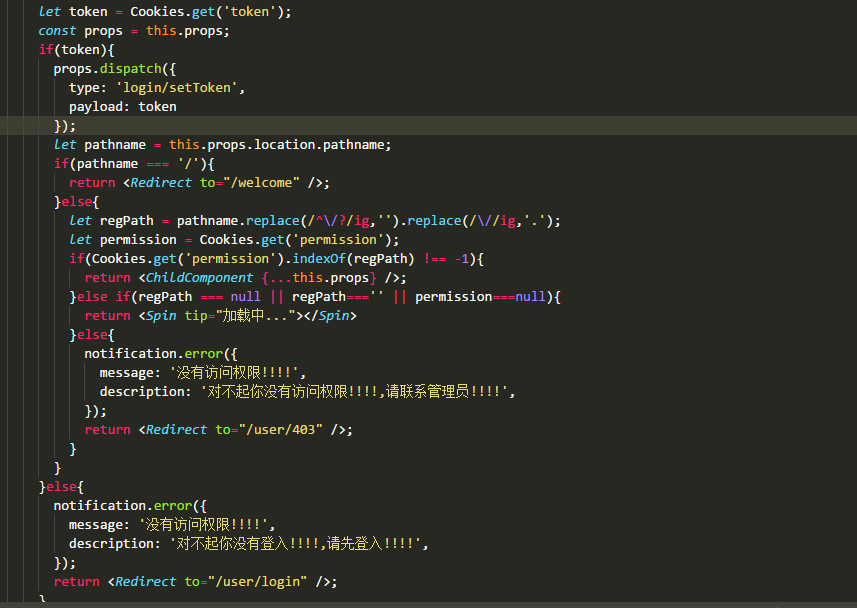 let token = Cookies.get('token');
const props = this.props;
if(token){
props.dispatch({
type: 'login/setToken',
payload: token
});
let pathname = this.props.location.pathname;
if(pathname === '/'){
return <Redirect to="/welcome" />;
}else{
let regPath = pathname.replace(/^\/?/ig,'').replace(/\//ig,'.');
let permission = Cookies.get('permission');
if(Cookies.get('permission').indexOf(regPath) !== -1){
return <ChildComponent {...this.props} />;
}else if(regPath === null || regPath==='' || permission===null){
return <Spin tip="加载中..."></Spin>
}else{
notification.error({
message: '没有访问权限!!!!',
description: '对不起你没有访问权限!!!!,请联系管理员!!!!',
});
return <Redirect to="/user/403" />;
}
}
}else{
notification.error({
message: '没有访问权限!!!!',
description: '对不起你没有登入!!!!,请先登入!!!!',
});
return <Redirect to="/user/login" />;
}